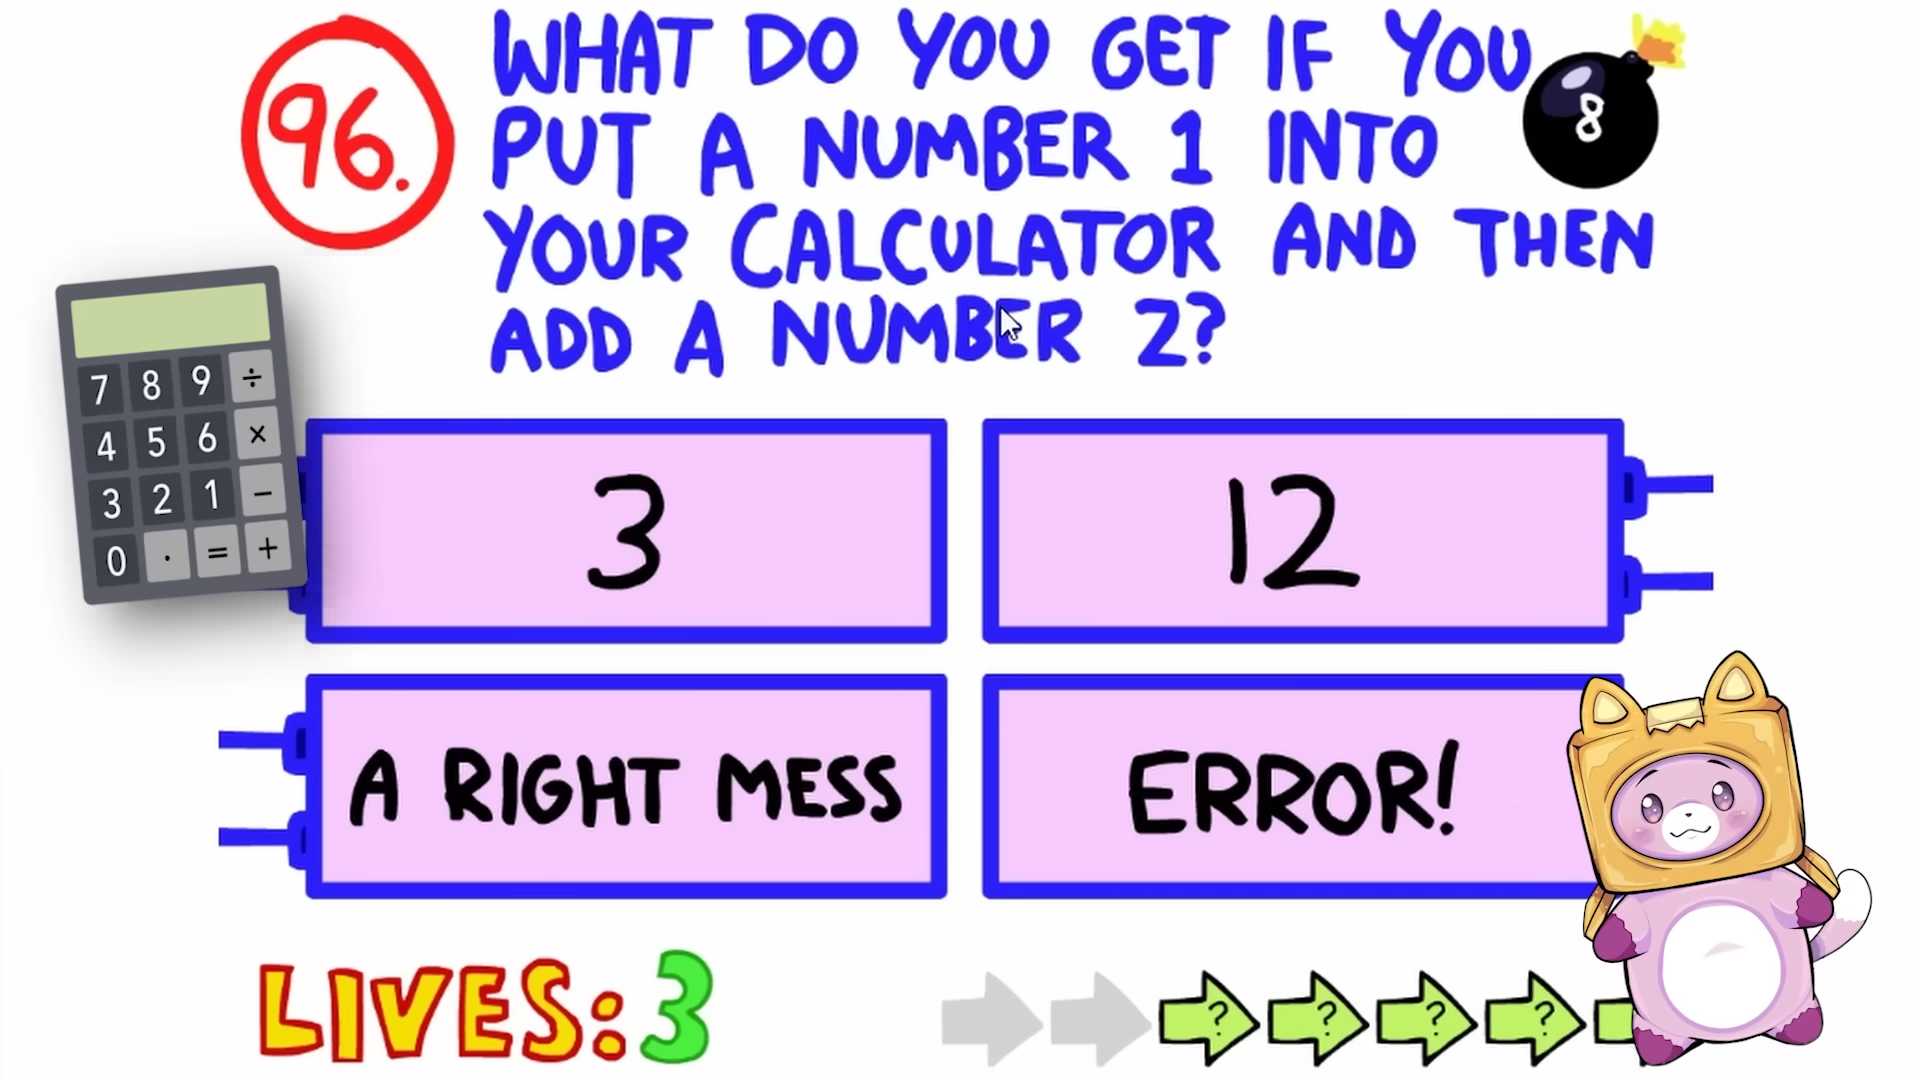 96.
WHAT DO YOU GET IF YOU
PUT A NUMBER 1 INTO
YOUR CALCULATOR AND THEN
ADD A NUMBER 2?
8
7 8 9 ÷
4 5 6 ×
3 2 1 −
0 . = +
3
12
A RIGHT MESS
ERROR!
LIVES: 3
? ? ? ?